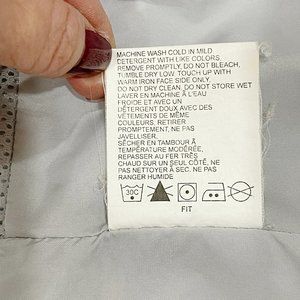 MACHINE WASH COLD IN MILD
DETERGENT WITH LIKE COLORS.
REMOVE PROMPTLY, DO NOT BLEACH,
TUMBLE DRY LOW. TOUCH UP WITH
WARM IRON FACE SIDE ONLY.
DO NOT DRY CLEAN. DO NOT STORE WET
LAVER EN MACHINE À L'EAU
FROIDE ET AVEC UN
DÉTERGENT DOUX AVEC DES
VÊTEMENTS DE MÊME
COULEURS, RETIRER
PROMPTEMENT, NE PAS
JAVELLISER.
SÉCHER EN TAMBOUR À
TEMPÉRATURE MODÉRÉE,
REPASSER AU FER TRÈS
CHAUD SUR UN SEUL CÔTÉ, NE
PAS NETTOYER À SEC, NE PAS
RANGER HUMIDE
30C
FIT